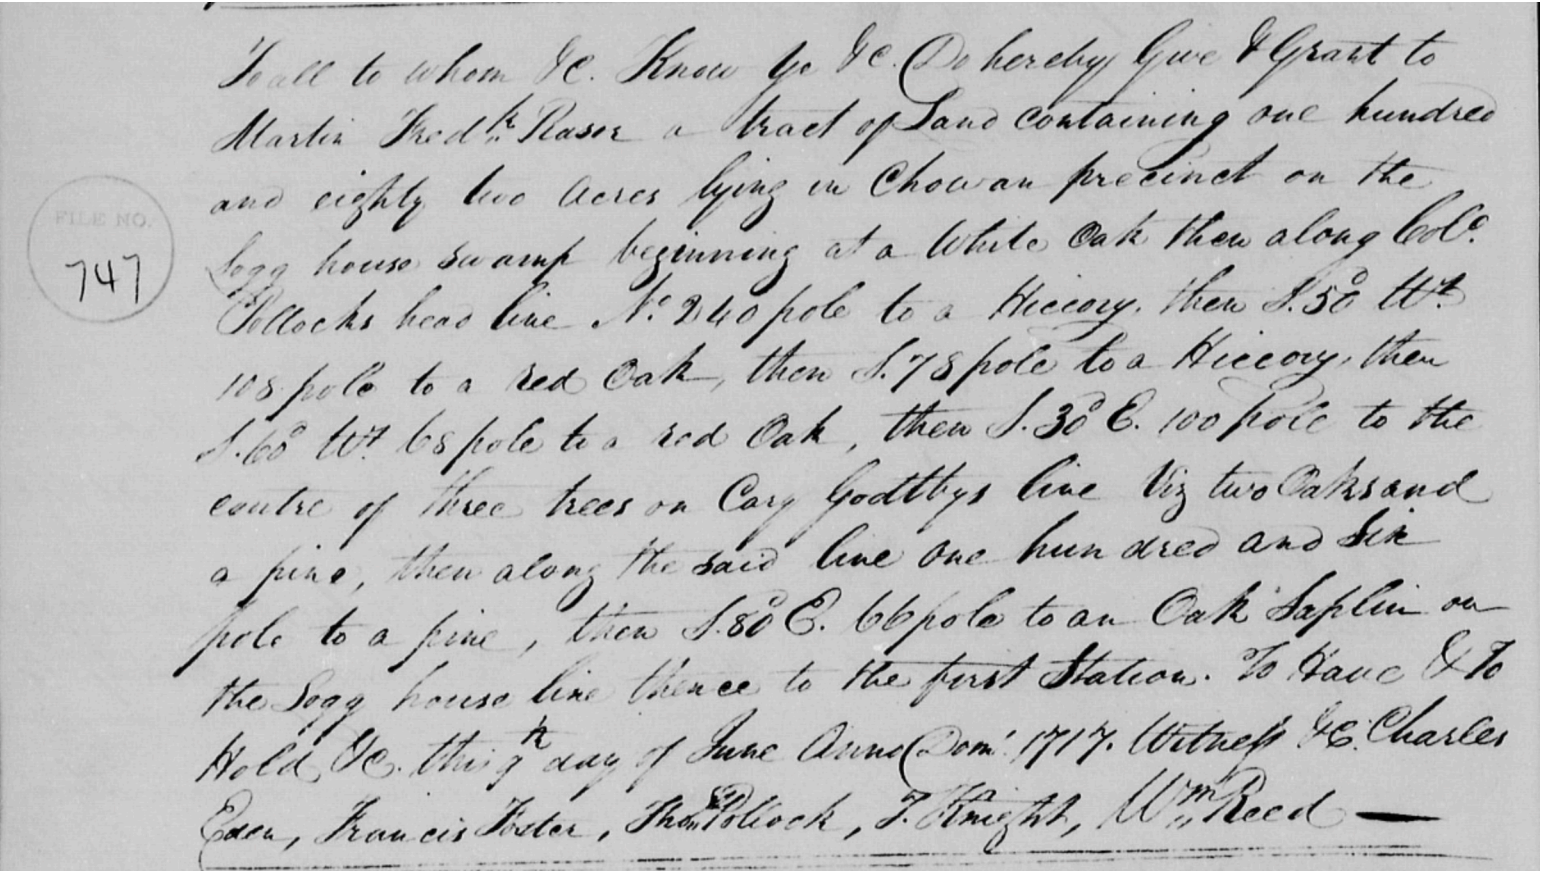 To all to whom &C. Know Ye &C. Do hereby Give & Grant to
Martin Fredk. Rasor a tract of Land containing one hundred
and eighty two Acres lying in Chowan precinct on the
Logg house swamp beginning at a White Oak then along Colo.
FILE NO.
747
Pollocks head line No. 240 pole to a Hiccory, then S. 50° Wt.
108 pole to a red Oak, then S. 78 pole to a Hiccory, then
S. 60° Wt. 68 pole to a red Oak, then S. 30° E. 100 pole to the
centre of three trees on Cary Godtbys line Viz two Oaks and
a pine, then along the said line one hundred and six
pole to a pine, then S. 80° E. 66 pole to an Oak Saplin on
the Logg house line thence to the first Station. To Have & To
Hold &C. this 9th day of June Anno Dom. 1717. Witness &C. Charles
Eden, Francis Foster, Thos. Pollock, T. Knight, Wm. Reed —